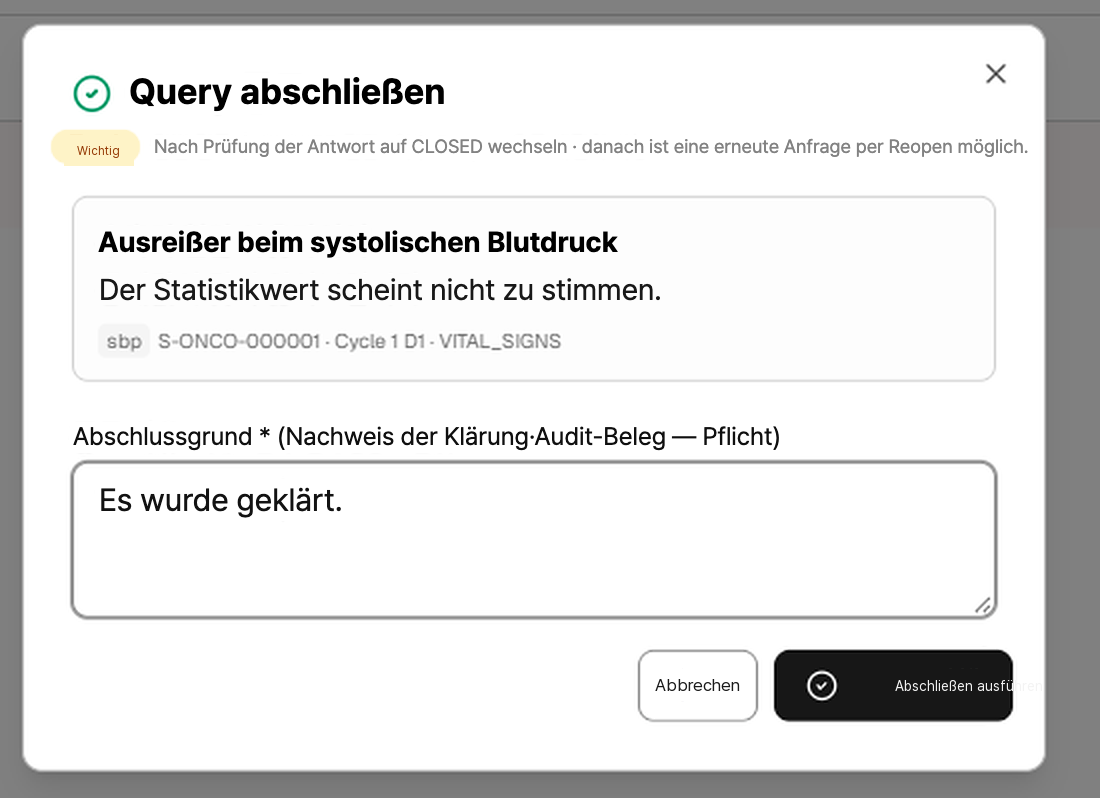 Query abschließen
Wichtig Nach Prüfung der Antwort auf CLOSED wechseln · danach ist eine erneute Anfrage per Reopen möglich.
Ausreißer beim systolischen Blutdruck
Der Statistikwert scheint nicht zu stimmen.
sbp S-ONCO-000001 · Cycle 1 D1 · VITAL_SIGNS
Abschlussgrund * (Nachweis der Klärung·Audit-Beleg — Pflicht)
Es wurde geklärt.
Abbrechen Abschließen ausführen